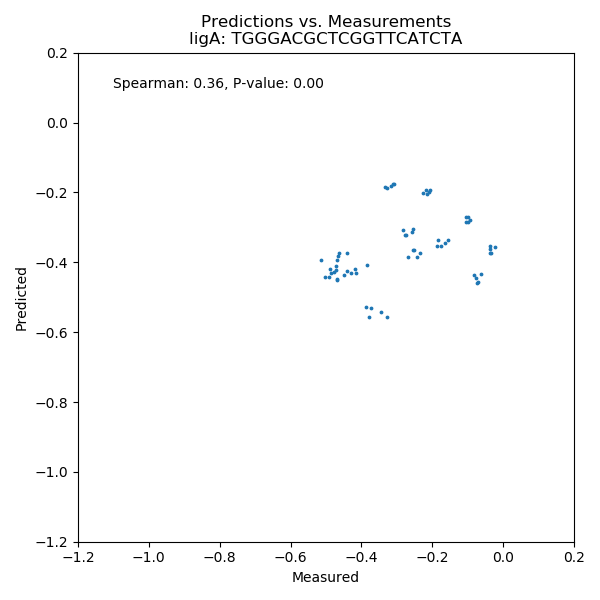 Predictions vs. Measurements
ligA: TGGGACGCTCGGTTCATCTA
Spearman: 0.36, P-value: 0.00
0.2
0.0
−0.2
−0.4
−0.6
−0.8
−1.0
−1.2
Predicted
−1.2 −1.0 −0.8 −0.6 −0.4 −0.2 0.0 0.2
Measured